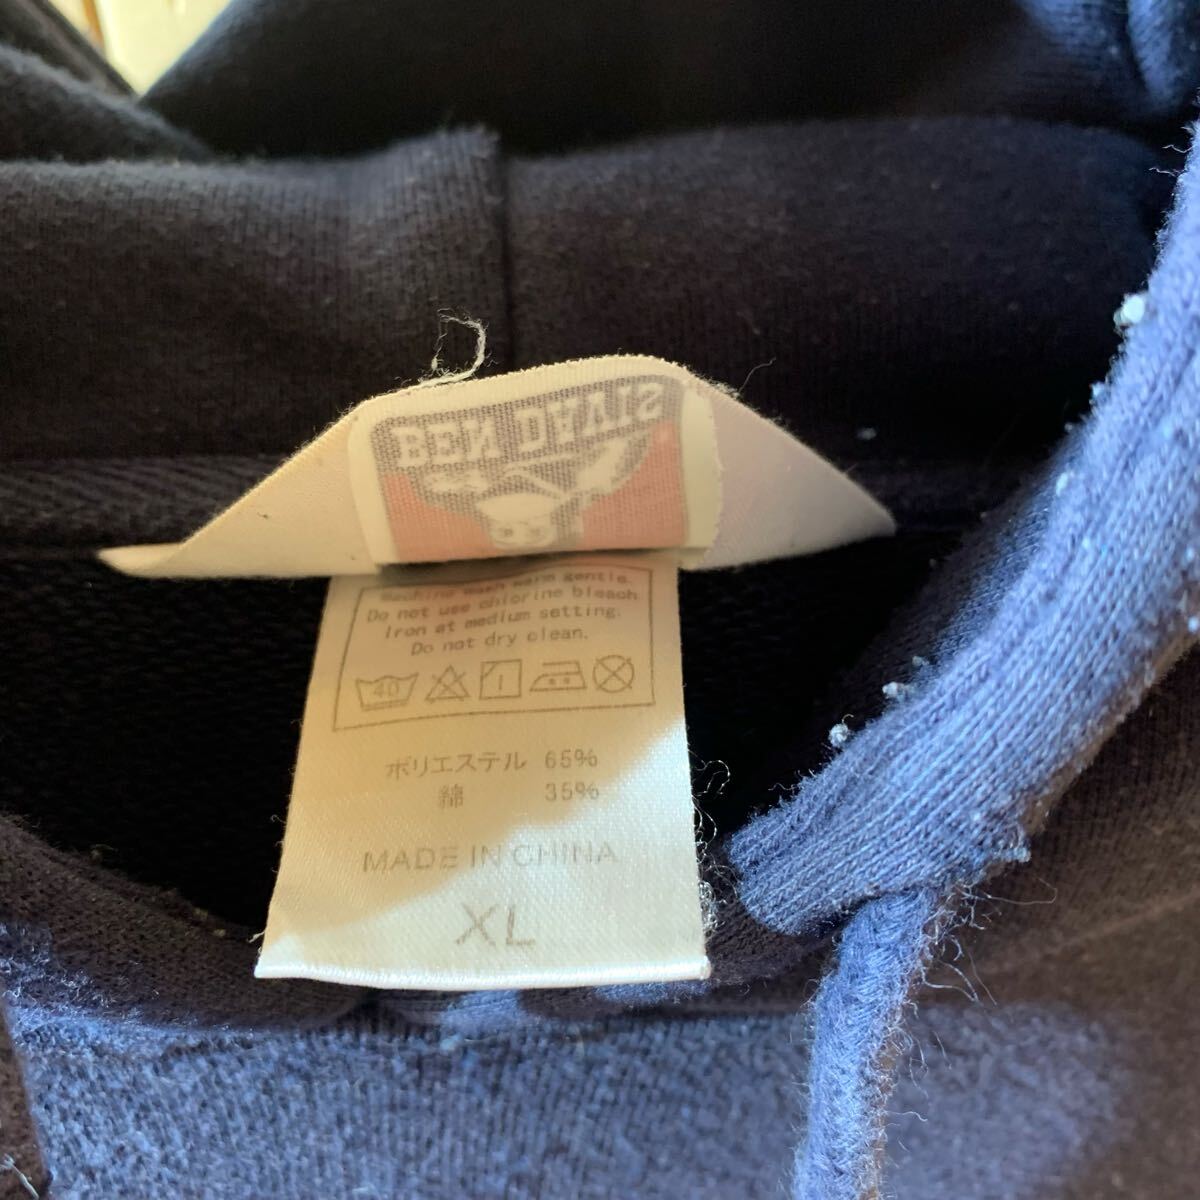 BEN DAVIS
Machine wash warm gentle.
Do not use chlorine bleach
Iron at medium setting.
Do not dry clean.
40
ポリエステル 65%
綿 35%
MADE IN CHINA
XL